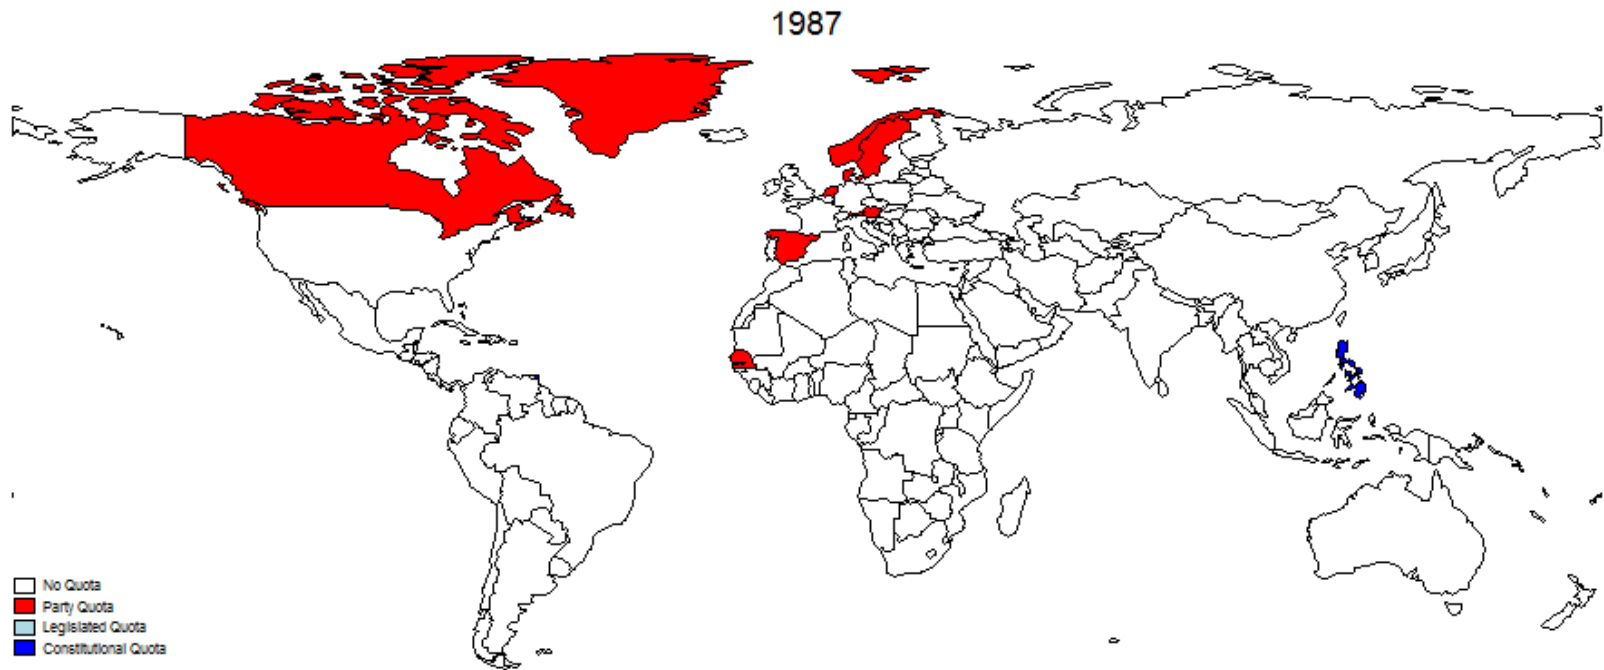 1987
No Quota
Party Quota
Legislated Quota
Constitutional Quota